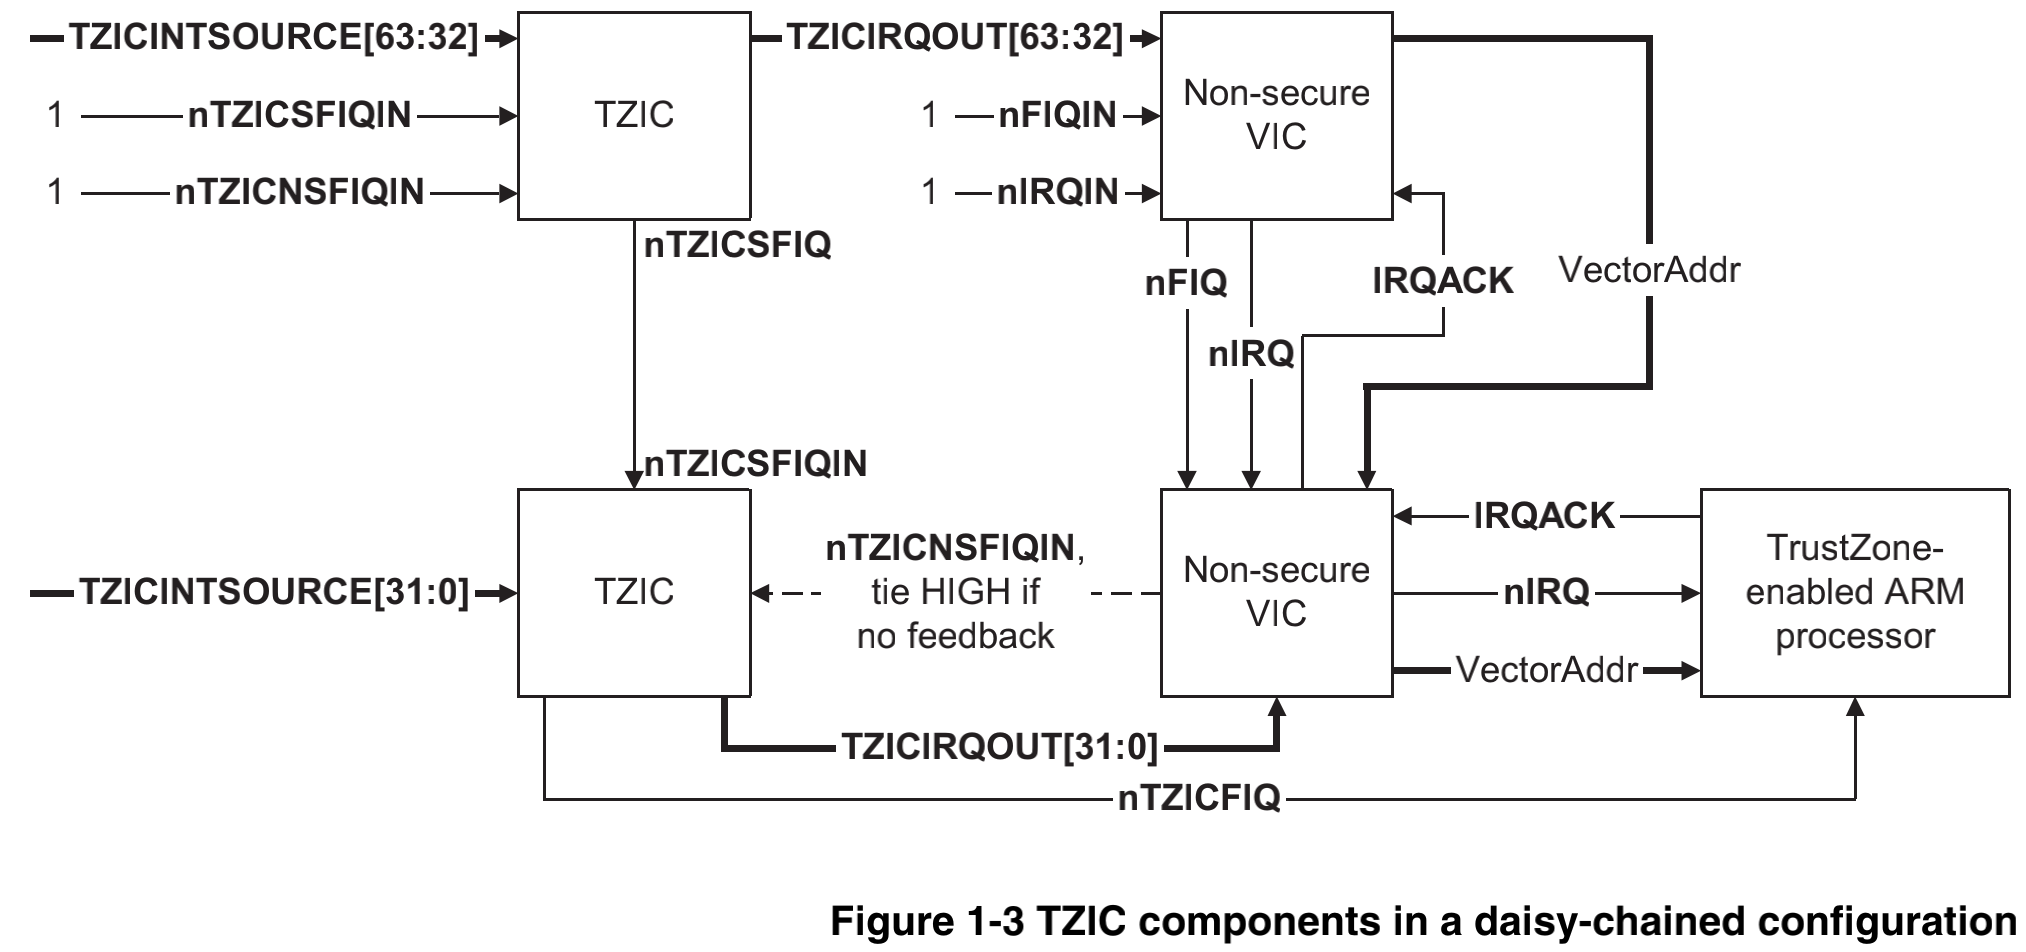 TZICINTSOURCE[63:32]
TZIC
TZICIRQOUT[63:32]
Non-secure
VIC
1 nTZICSFIQIN
1 nFIQIN
1 nTZICNSFIQIN
1 nIRQIN
nTZICSFIQ
nFIQ
IRQACK
VectorAddr
nIRQ
nTZICSFIQIN
TZICINTSOURCE[31:0]
TZIC
nTZICNSFIQIN,
tie HIGH if
no feedback
Non-secure
VIC
IRQACK
nIRQ
VectorAddr
TrustZone-
enabled ARM
processor
TZICIRQOUT[31:0]
nTZICFIQ
Figure 1-3 TZIC components in a daisy-chained configuration